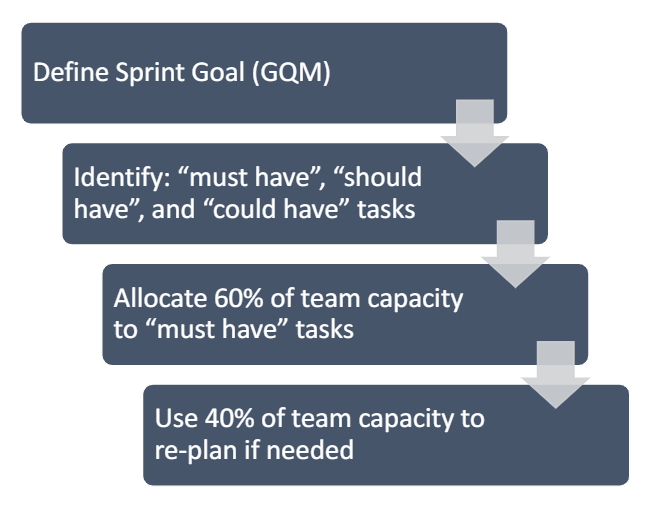 Define Sprint Goal (GQM)
Identify: “must have”, “should
have”, and “could have” tasks
Allocate 60% of team capacity
to “must have” tasks
Use 40% of team capacity to
re-plan if needed